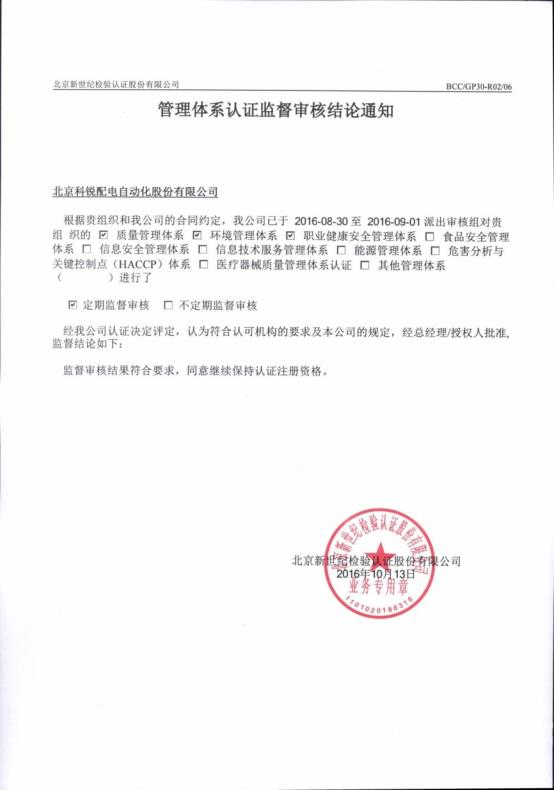 北京新世纪检验认证股份有限公司
BCC/GP30-R02/06
管理体系认证监督审核结论通知
北京科锐配电自动化股份有限公司
根据贵组织和我公司的合同约定，我公司已于 2016-08-30 至 2016-09-01 派出审核组对贵
组 织的 ☑ 质量管理体系 ☑ 环境管理体系 ☑ 职业健康安全管理体系 ☐ 食品安全管理
体系 ☐ 信息安全管理体系 ☐ 信息技术服务管理体系 ☐ 能源管理体系 ☐ 危害分析与
关键控制点（HACCP）体系 ☐ 医疗器械质量管理体系认证 ☐ 其他管理体系
（ ）进行了
☑ 定期监督审核 ☐ 不定期监督审核
经我公司认证决定评定，认为符合认可机构的要求及本公司的规定，经总经理/授权人批准,
监督结论如下：
监督审核结果符合要求，同意继续保持认证注册资格。
北京新世纪检验认证股份有限公司
2016年10月13日
北京新世纪检验认证股份有限公司
业务专用章
1101020186316